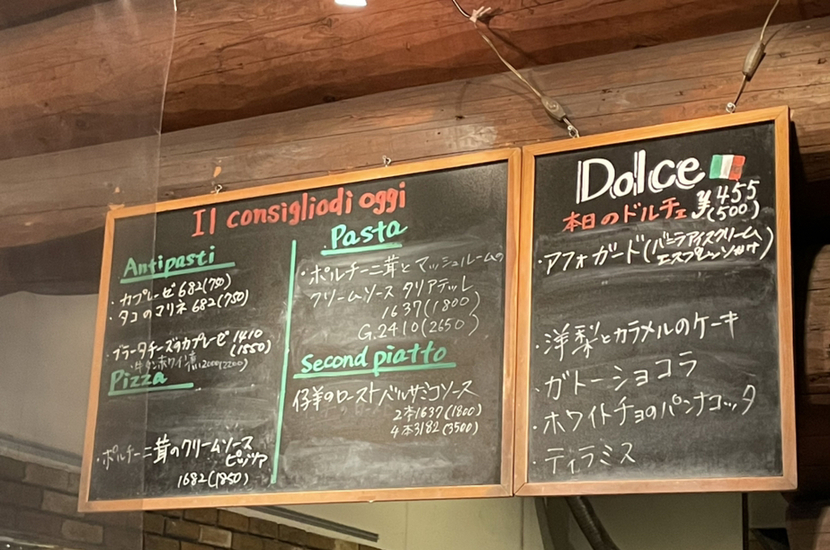 Il consigliodi oggi
Antipasti
・カプレーゼ 682(750)
・タコのマリネ 682(750)
・ブラータチーズのカプレーゼ 1410
(1550)
Pizza
・ポルチーニ茸のクリームソース
ピッツァ
1682(1850)
Pasta
・ポルチーニ茸とマッシュルームの
クリームソース タリアテッレ
1637(1800)
G.2410(2650)
Second piatto
仔羊のローストバルサミコソース
2本1637(1800)
4本3182(3500)
Dolce
本日のドルチェ ¥455
(500)
・アフォガード(バニラアイスクリーム
エスプレッソがけ)
・洋梨とカラメルのケーキ
・ガトーショコラ
・ホワイトチョコのパンナコッタ
・ティラミス